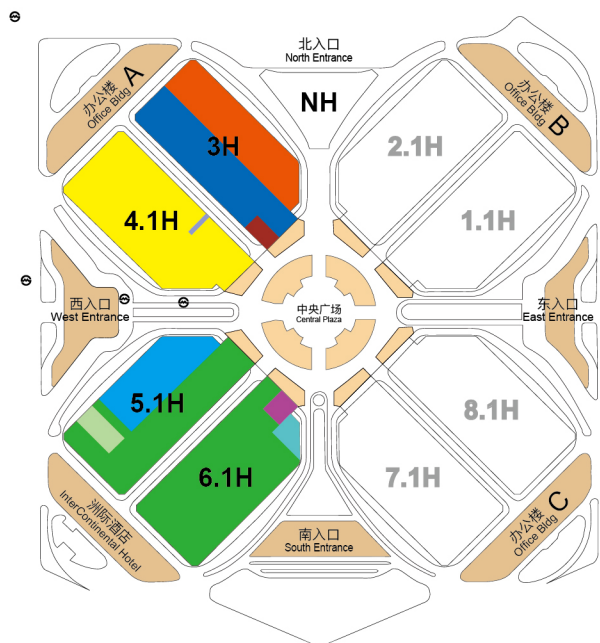 北入口
North Entrance
办公楼
Office Bldg
A
办公楼
Office Bldg
B
NH
3H
2.1H
4.1H
1.1H
西入口
West Entrance
中央广场
Central Plaza
东入口
East Entrance
5.1H
8.1H
6.1H
7.1H
洲际酒店
InterContinental Hotel
南入口
South Entrance
办公楼
Office Bldg
C